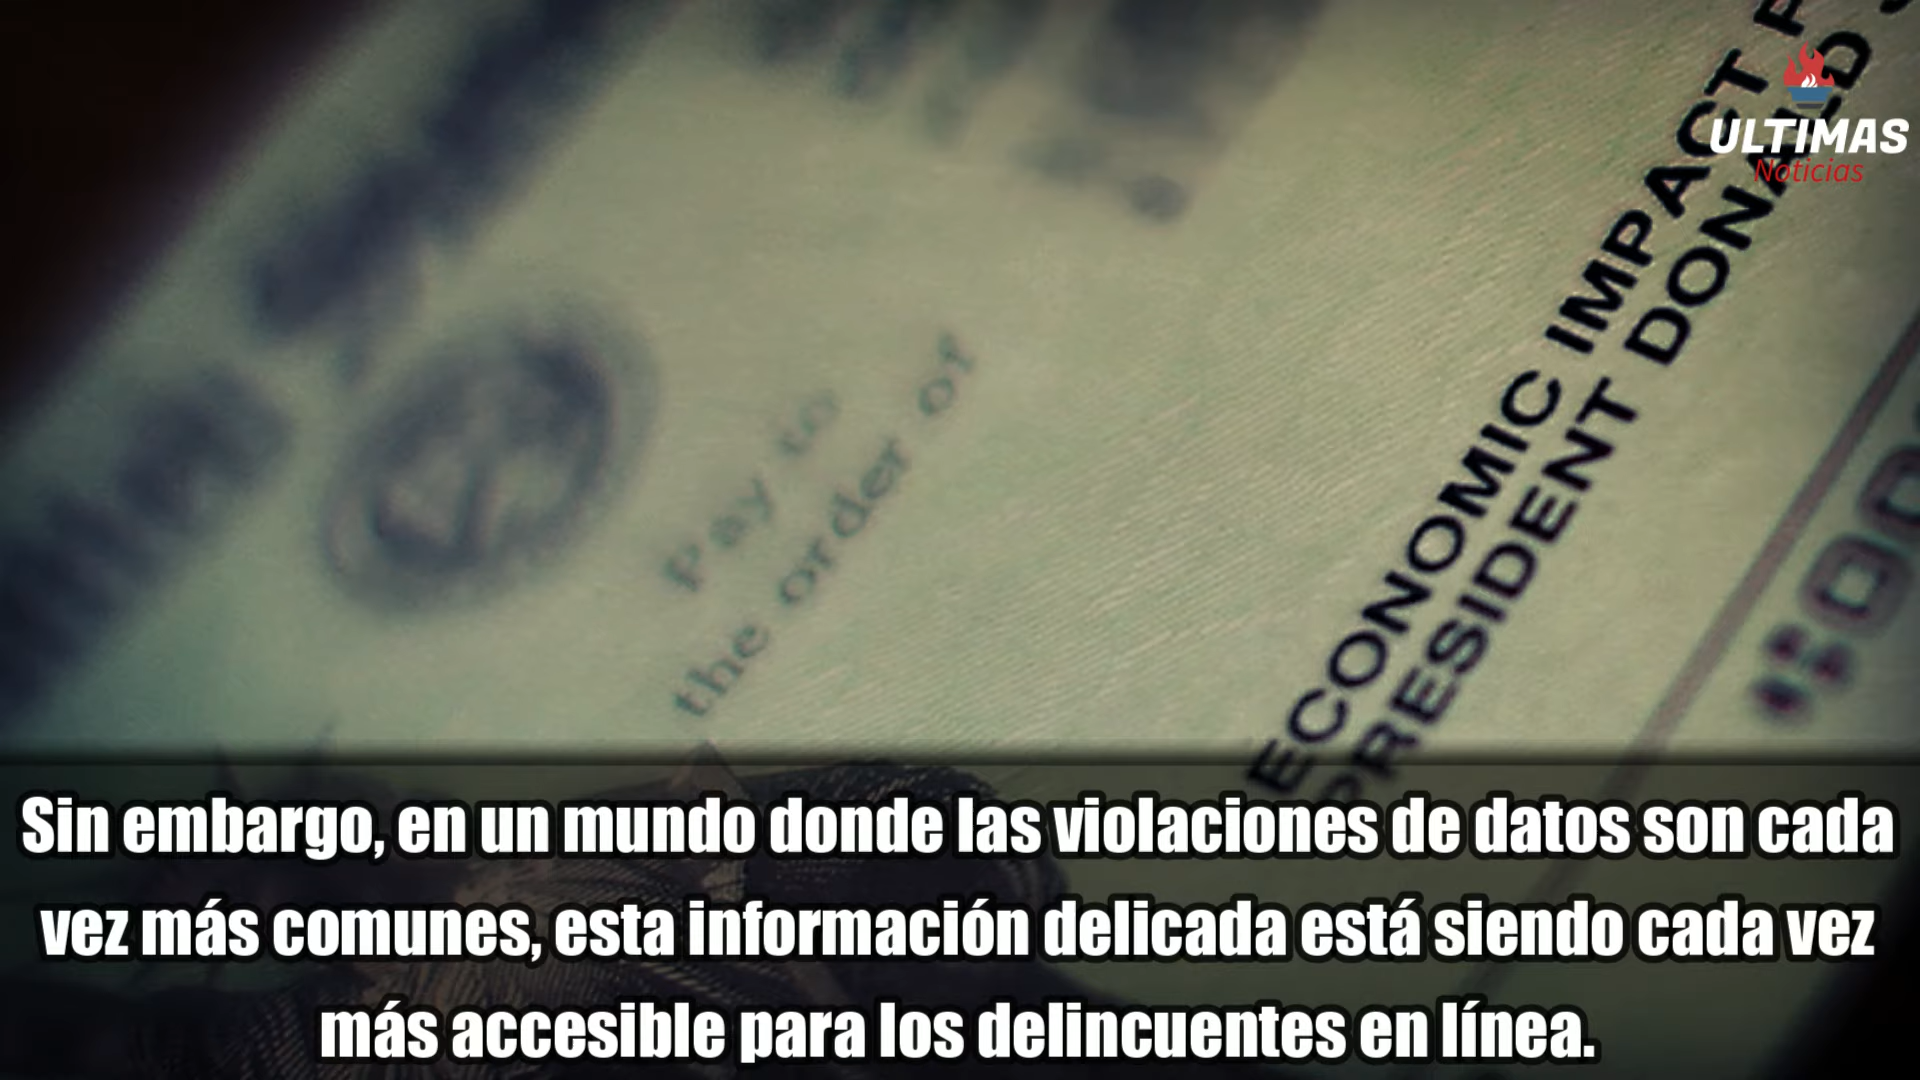 ULTIMAS
Noticias
ECONOMIC IMPACT
PRESIDENT DONALD
Pay to
the order of
Sin embargo, en un mundo donde las violaciones de datos son cada
vez más comunes, esta información delicada está siendo cada vez
más accesible para los delincuentes en línea.